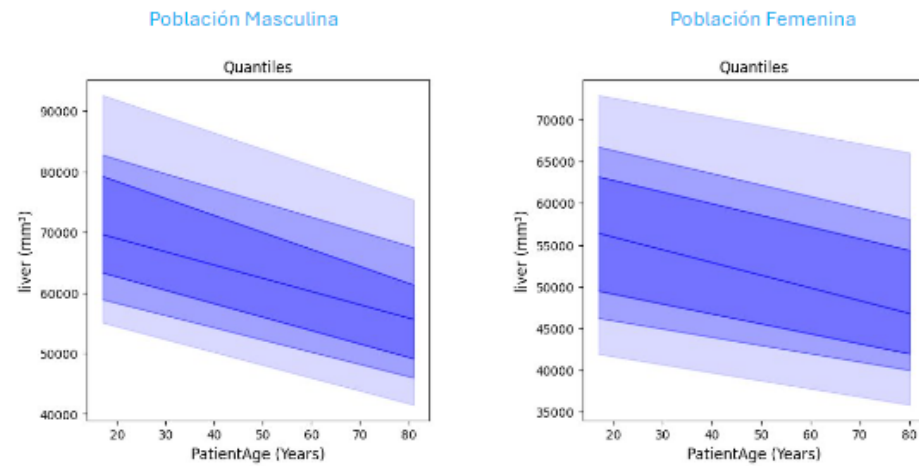 Población Masculina
Quantiles
90000
80000
70000
60000
50000
40000
liver (mm³)
20 30 40 50 60 70 80
PatientAge (Years)
Población Femenina
Quantiles
70000
65000
60000
55000
50000
45000
40000
35000
liver (mm³)
20 30 40 50 60 70 80
PatientAge (Years)